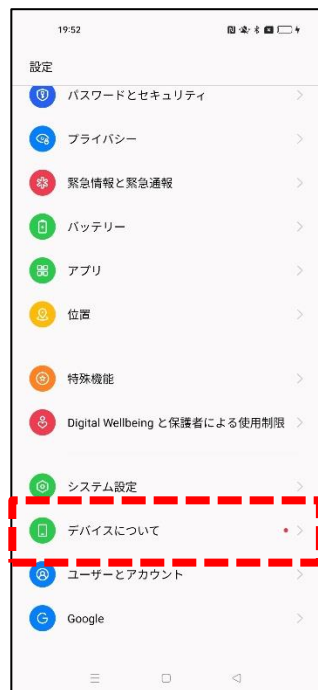 19:52
設定
パスワードとセキュリティ
プライバシー
緊急情報と緊急通報
バッテリー
アプリ
位置
特殊機能
Digital Wellbeing と保護者による使用制限
システム設定
デバイスについて
ユーザーとアカウント
Google